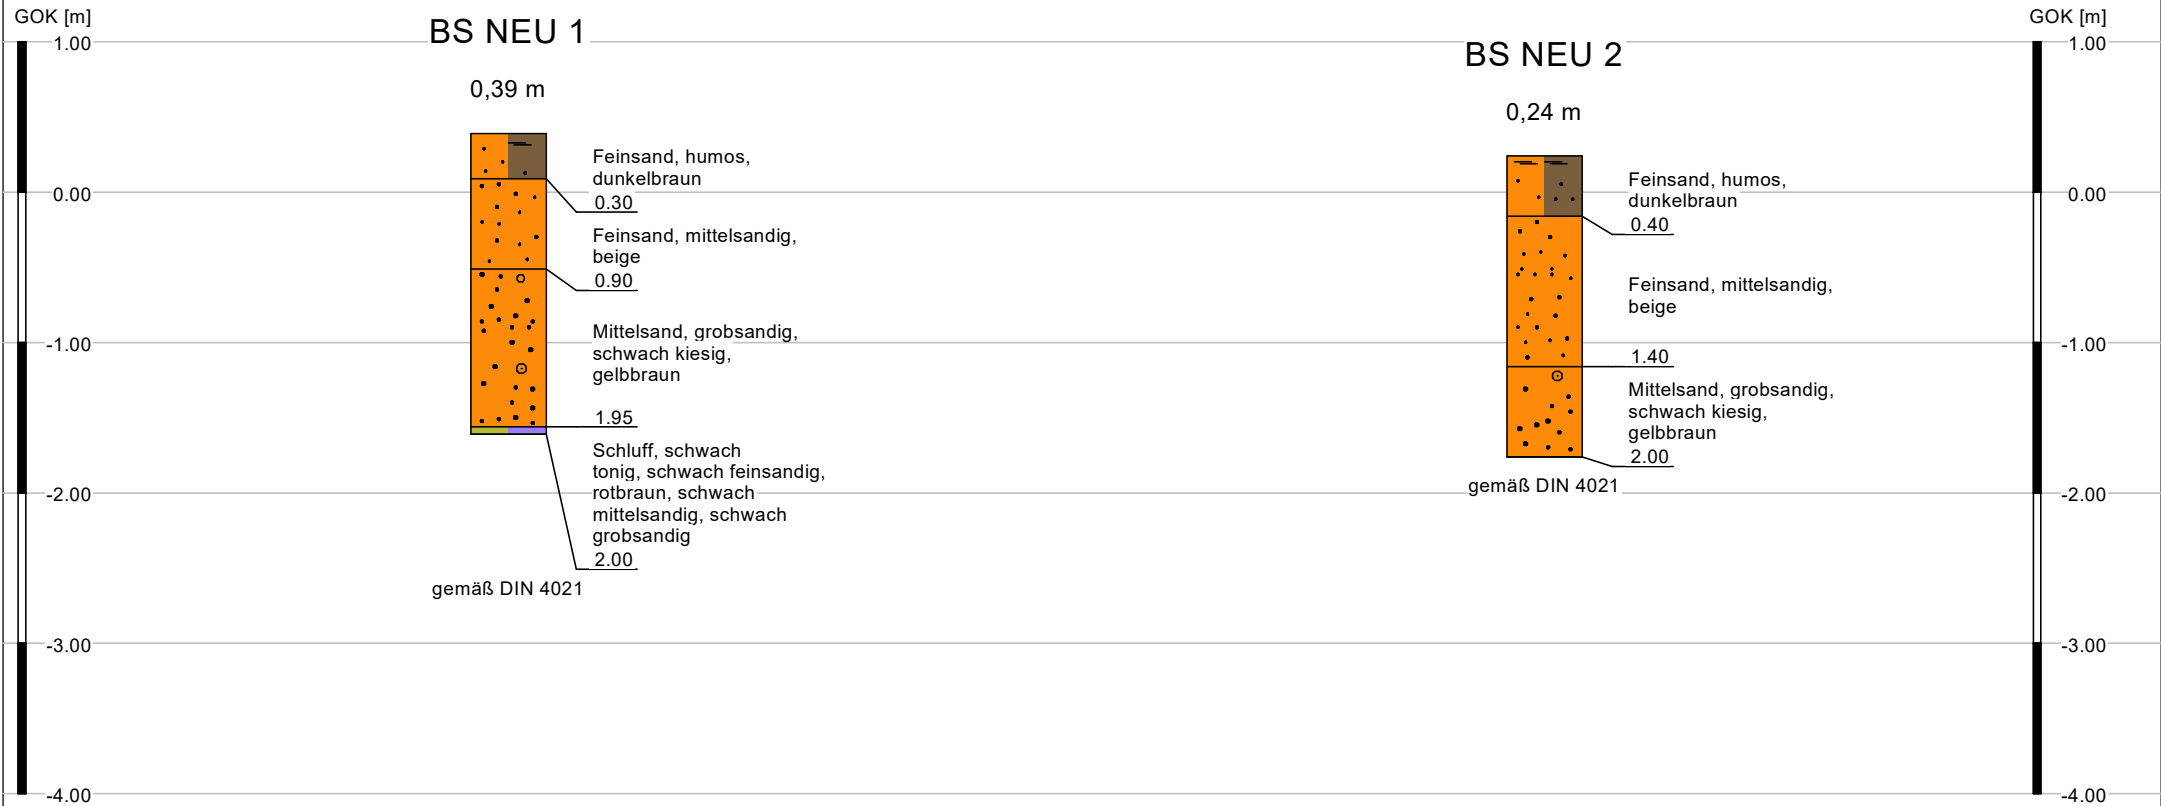 GOK [m]
1.00
0.00
-1.00
-2.00
-3.00
-4.00
BS NEU 1
0,39 m
Feinsand, humos,
dunkelbraun
0.30
Feinsand, mittelsandig,
beige
0.90
Mittelsand, grobsandig,
schwach kiesig,
gelbbraun
1.95
Schluff, schwach
tonig, schwach feinsandig,
rotbraun, schwach
mittelsandig, schwach
grobsandig
2.00
gemäß DIN 4021
BS NEU 2
0,24 m
Feinsand, humos,
dunkelbraun
0.40
Feinsand, mittelsandig,
beige
1.40
Mittelsand, grobsandig,
schwach kiesig,
gelbbraun
2.00
gemäß DIN 4021
GOK [m]
1.00
0.00
-1.00
-2.00
-3.00
-4.00